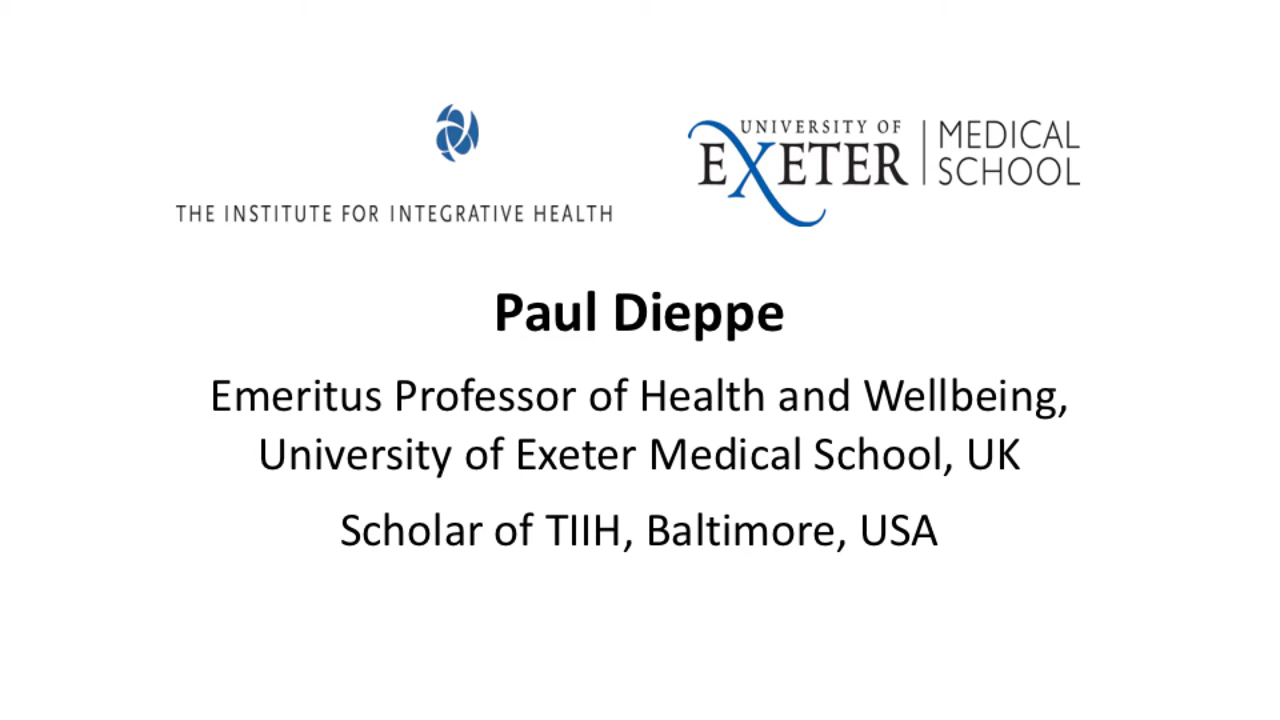 THE INSTITUTE FOR INTEGRATIVE HEALTH
UNIVERSITY OF
EXETER
MEDICAL
SCHOOL
Paul Dieppe
Emeritus Professor of Health and Wellbeing,
University of Exeter Medical School, UK
Scholar of TIIH, Baltimore, USA